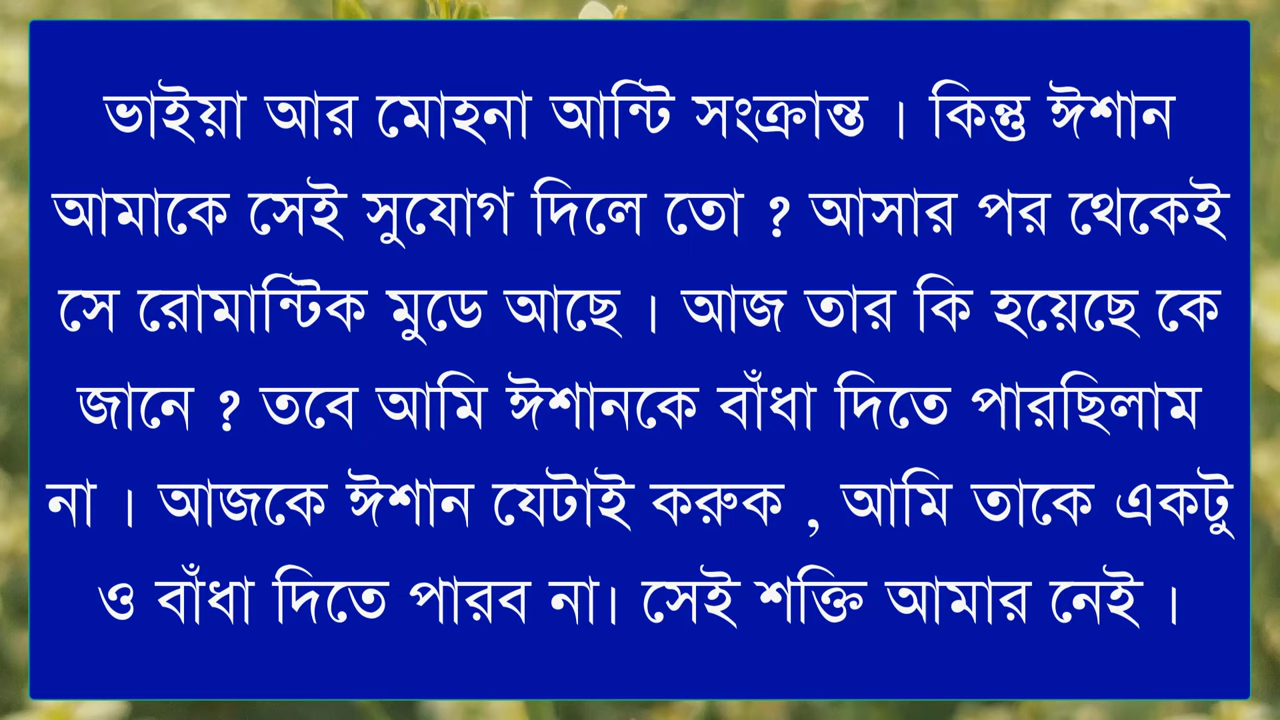 ভাইয়া আর মোহনা আন্টি সংক্রান্ত । কিন্তু ঈশান
আমাকে সেই সুযোগ দিলে তো ? আসার পর থেকেই
সে রোমান্টিক মুডে আছে । আজ তার কি হয়েছে কে
জানে ? তবে আমি ঈশানকে বাঁধা দিতে পারছিলাম
না । আজকে ঈশান যেটাই করুক , আমি তাকে একটু
ও বাঁধা দিতে পারব না। সেই শক্তি আমার নেই ।